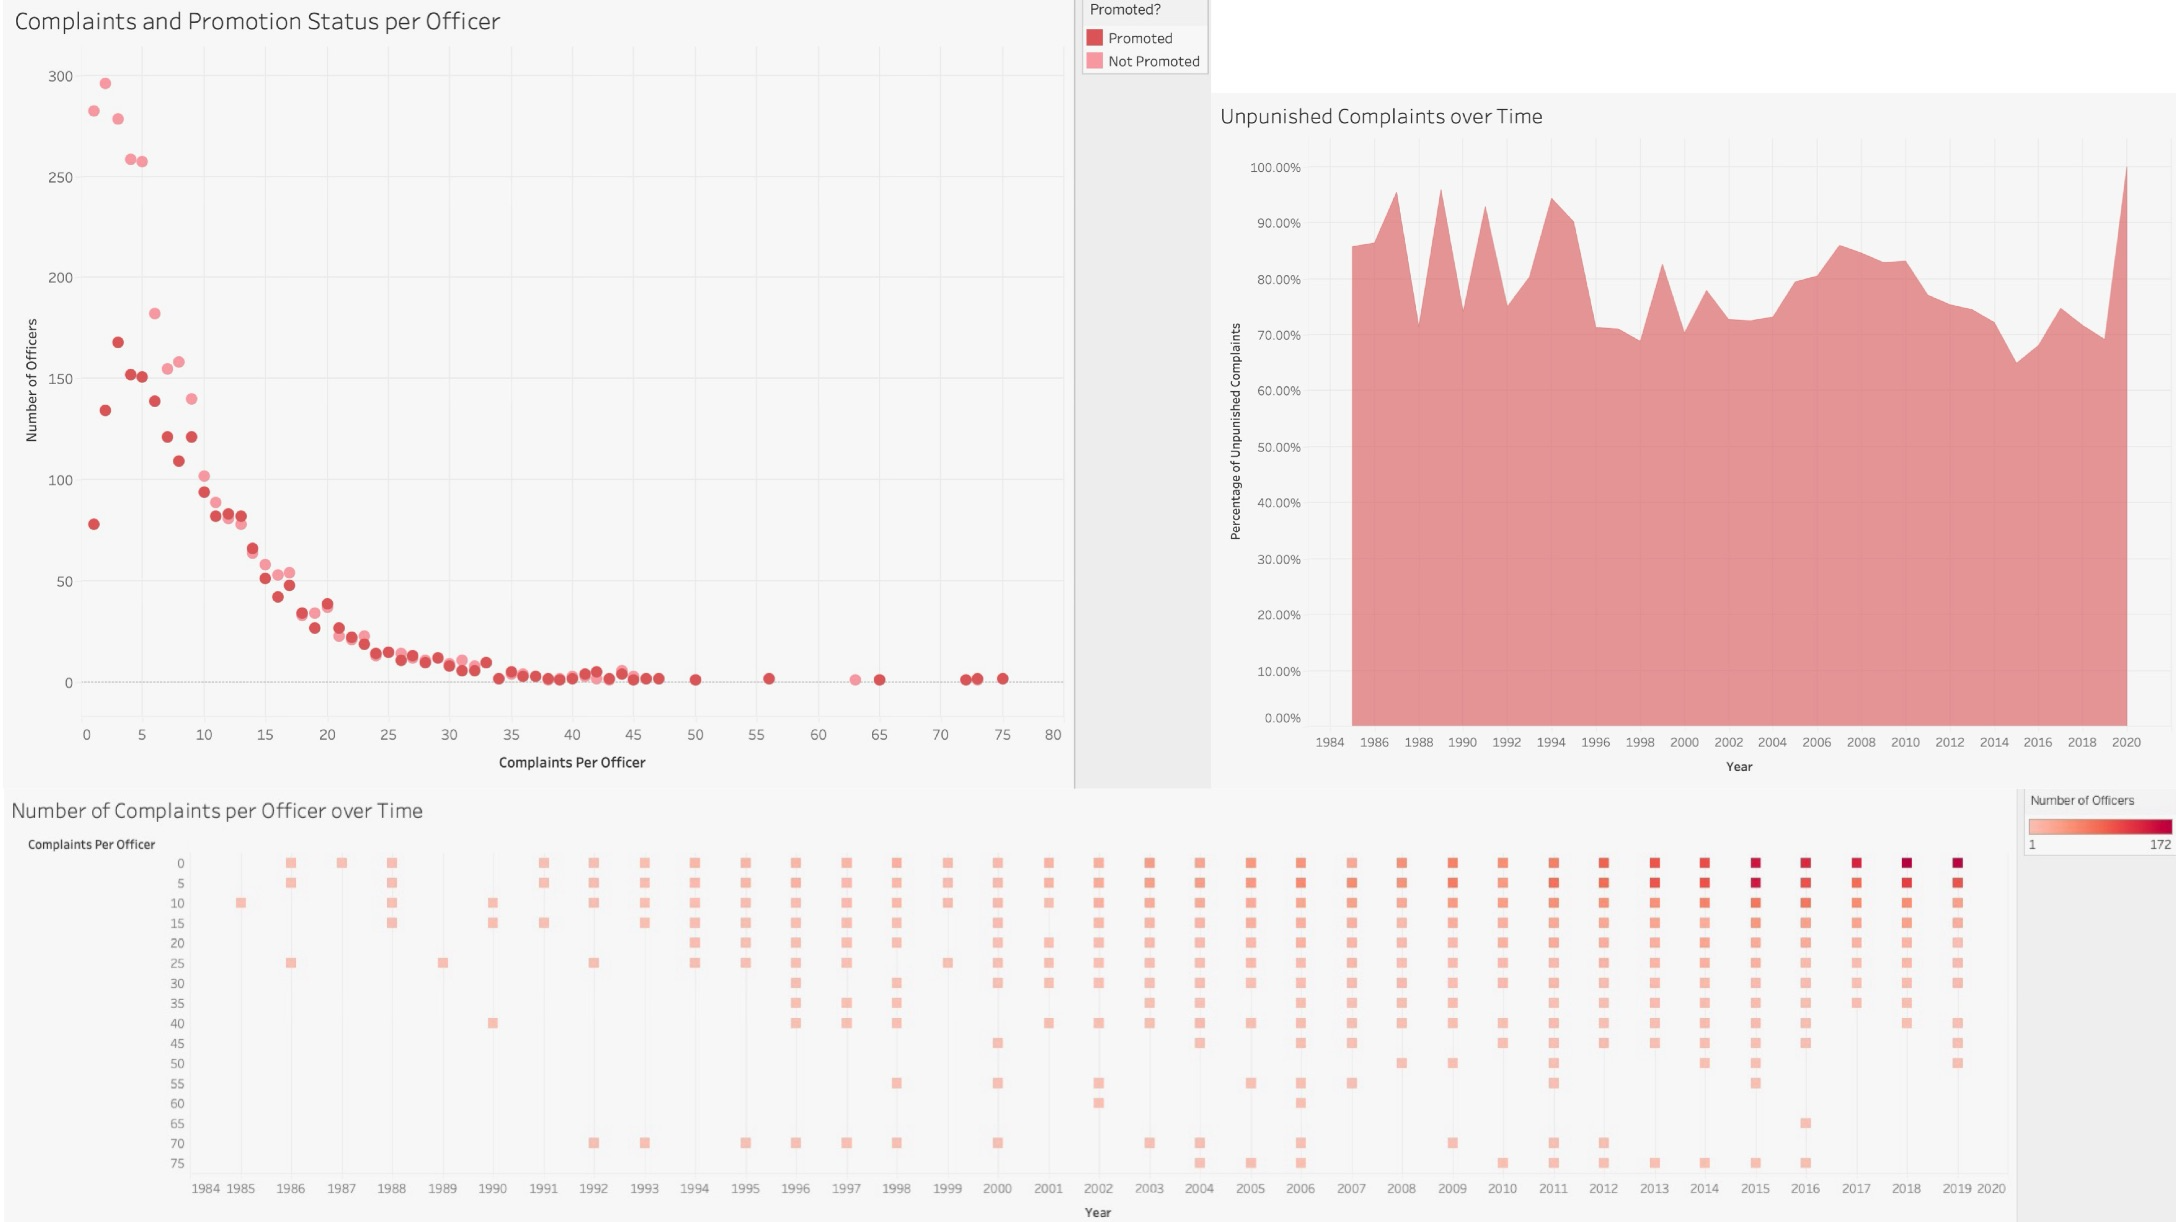 Complaints and Promotion Status per Officer
Promoted?
Promoted
Not Promoted
300
250
200
150
100
50
0
Number of Officers
0 5 10 15 20 25 30 35 40 45 50 55 60 65 70 75 80
Complaints Per Officer
Unpunished Complaints over Time
100.00%
90.00%
80.00%
70.00%
60.00%
50.00%
40.00%
30.00%
20.00%
10.00%
0.00%
Percentage of Unpunished Complaints
1984 1986 1988 1990 1992 1994 1996 1998 2000 2002 2004 2006 2008 2010 2012 2014 2016 2018 2020
Year
Number of Complaints per Officer over Time
Number of Officers
1 172
Complaints Per Officer
0
5
10
15
20
25
30
35
40
45
50
55
60
65
70
75
1984 1985 1986 1987 1988 1989 1990 1991 1992 1993 1994 1995 1996 1997 1998 1999 2000 2001 2002 2003 2004 2005 2006 2007 2008 2009 2010 2011 2012 2013 2014 2015 2016 2017 2018 2019 2020
Year